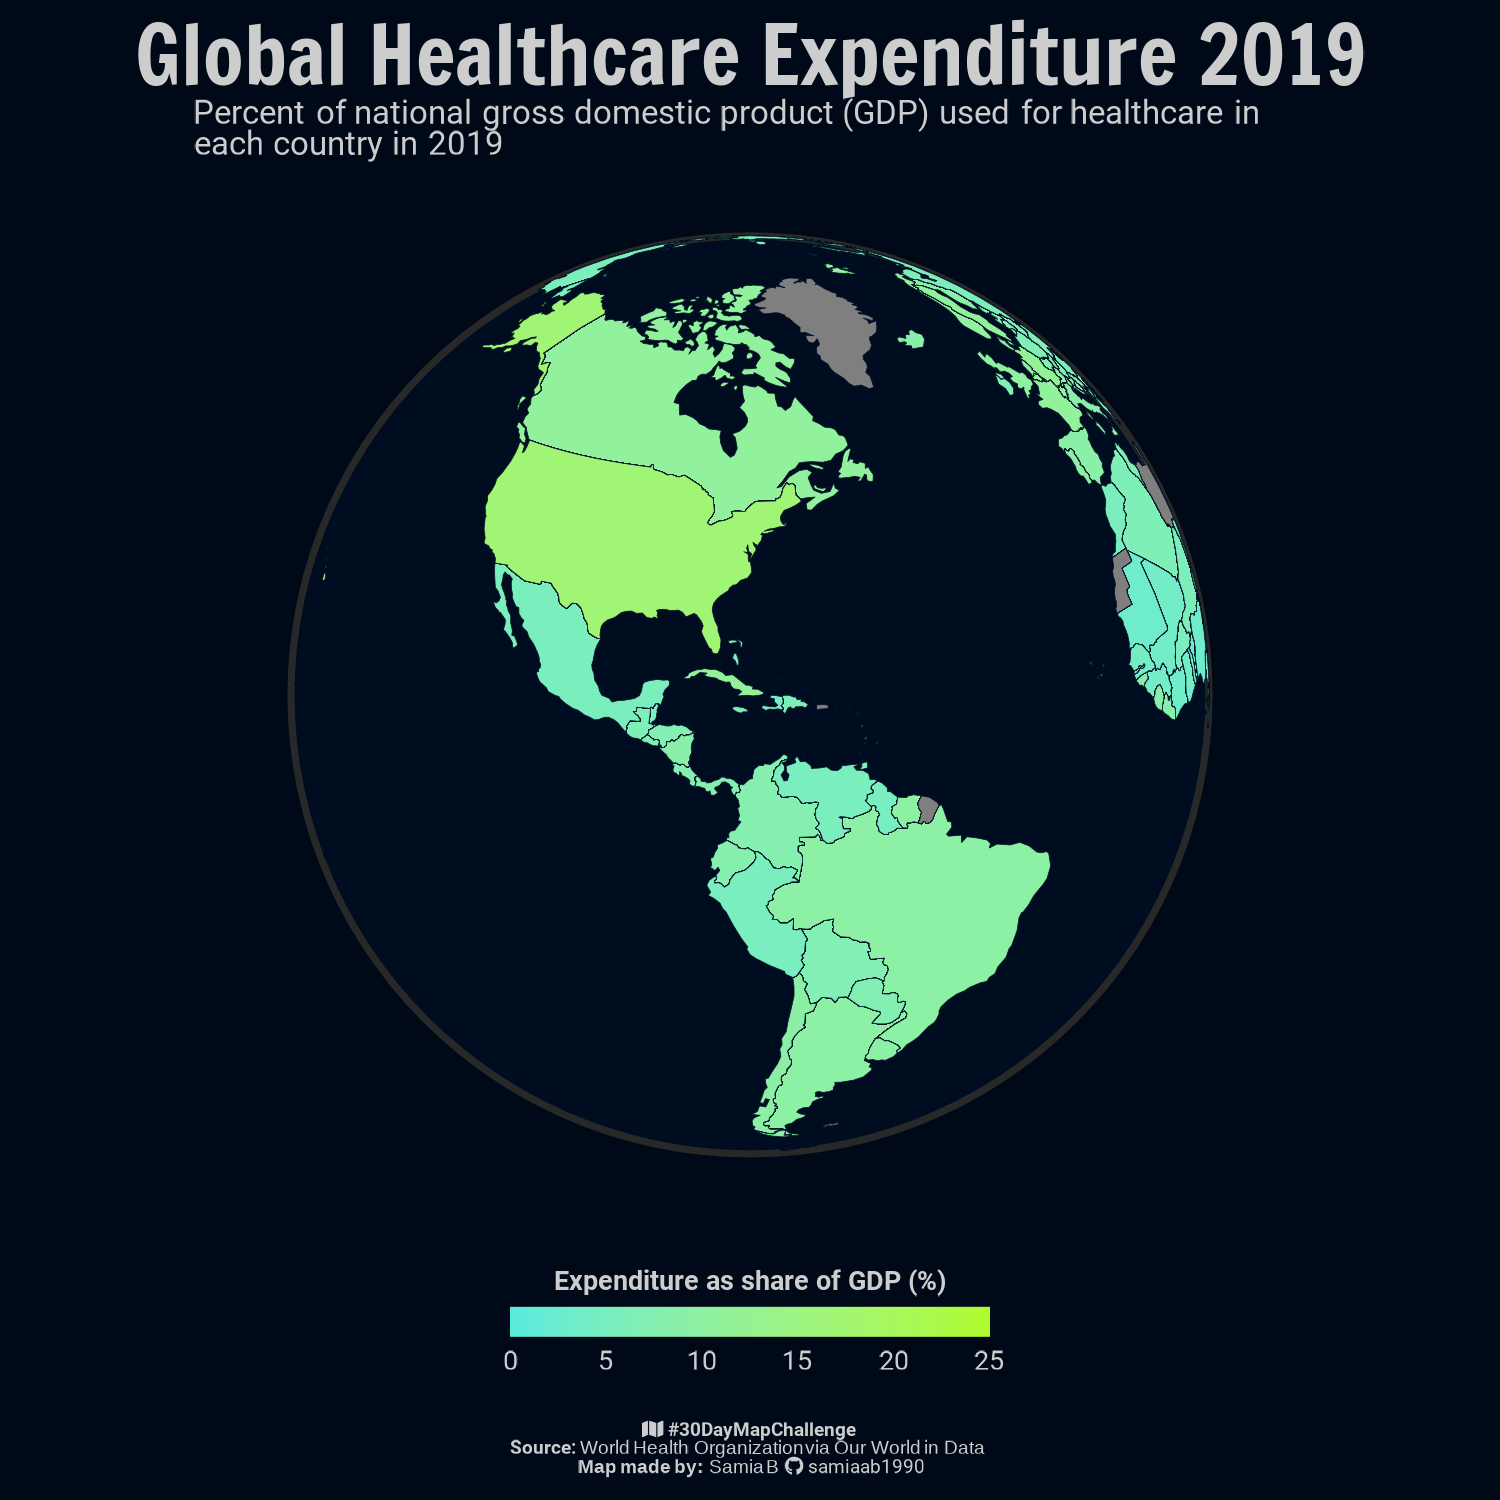 Global Healthcare Expenditure 2019
Percent of national gross domestic product (GDP) used for healthcare in
each country in 2019
Expenditure as share of GDP (%)
0 5 10 15 20 25
#30DayMapChallenge
Source: World Health Organization via Our World in Data
Map made by: Samia B samiaab1990